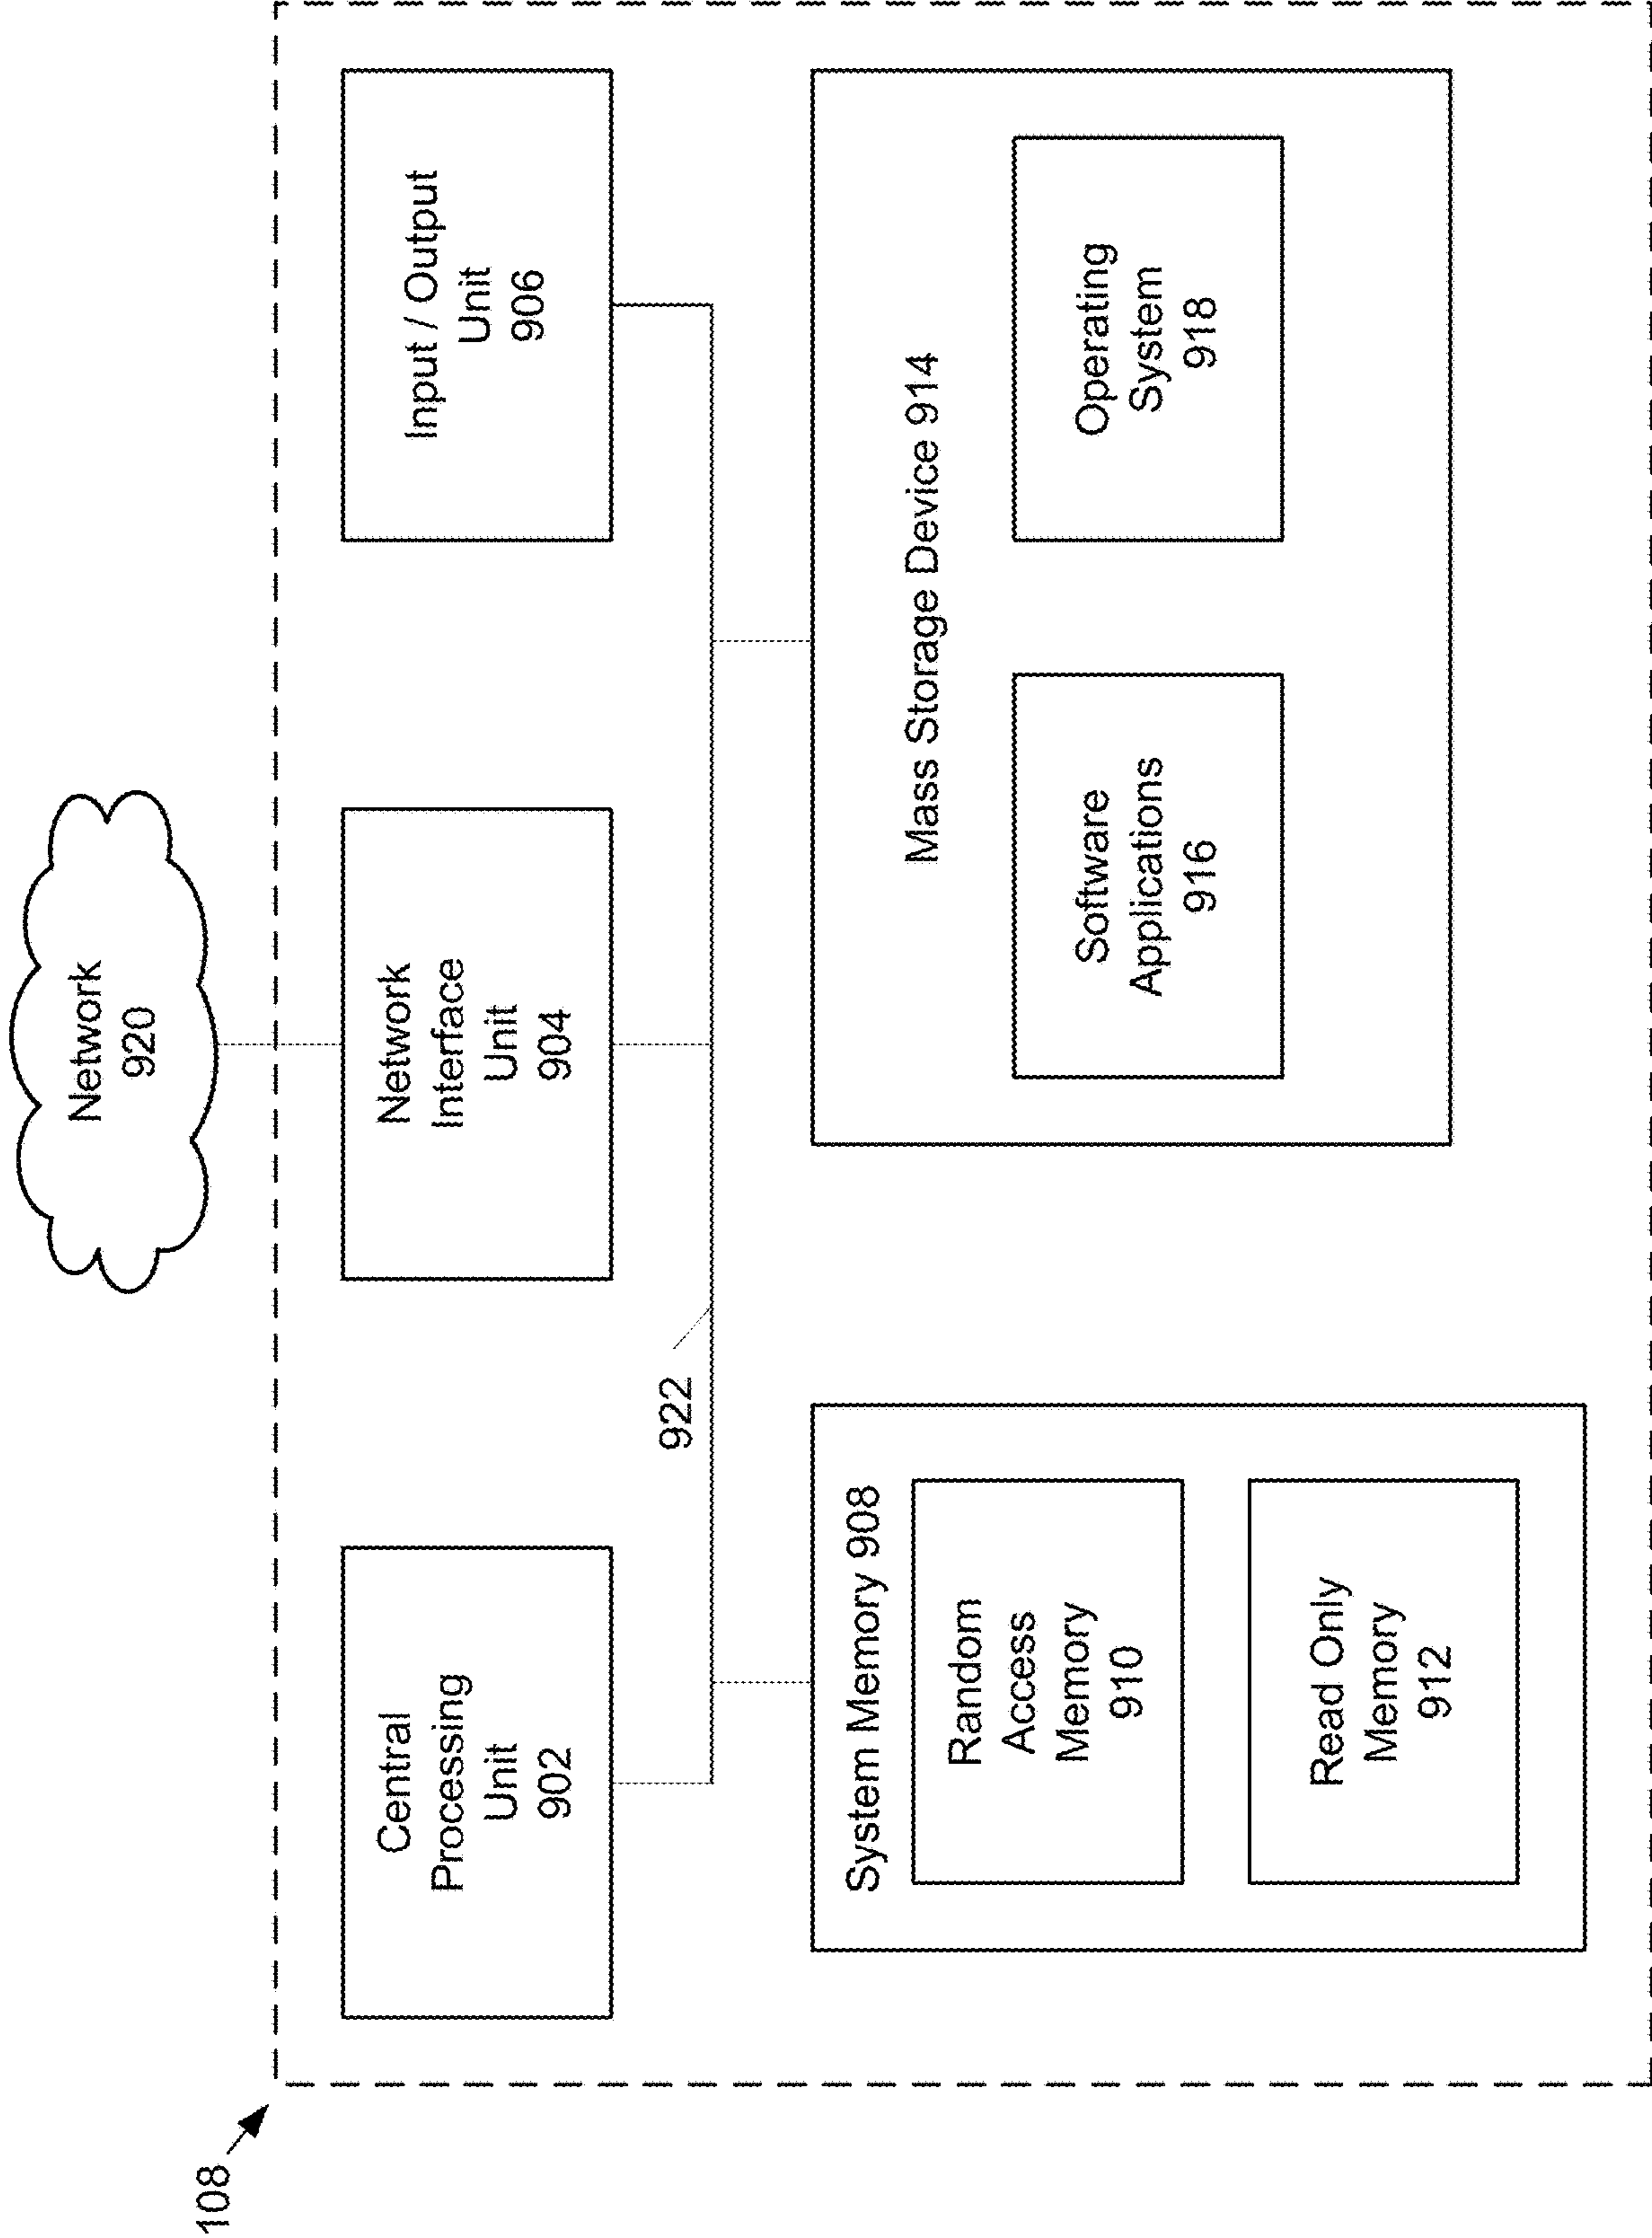 108
Network
920
Central
Processing
Unit
902
Network
Interface
Unit
904
Input / Output
Unit
906
922
System Memory 908
Random
Access
Memory
910
Read Only
Memory
912
Mass Storage Device 914
Software
Applications
916
Operating
System
918